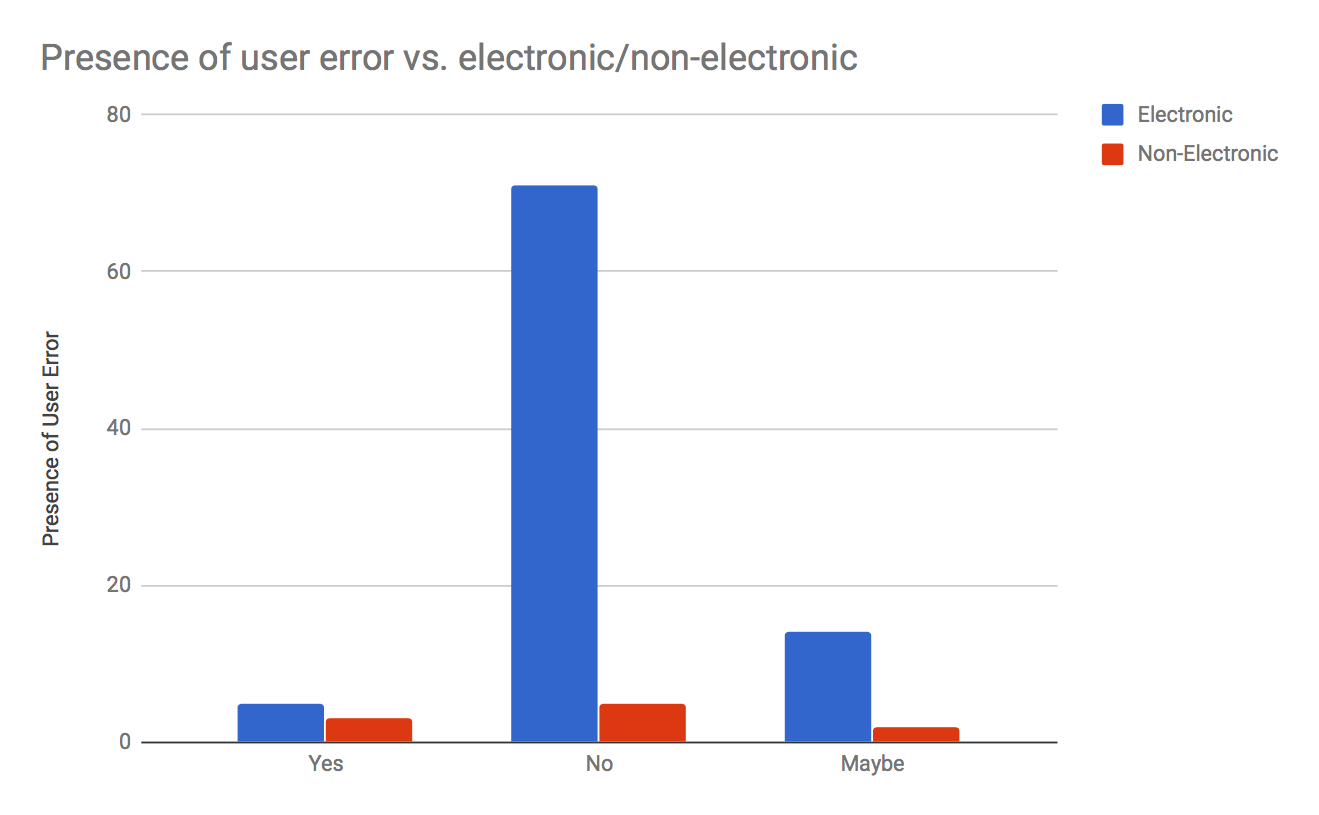 Presence of user error vs. electronic/non-electronic
Electronic
Non-Electronic
Presence of User Error
80
60
40
20
0
Yes
No
Maybe